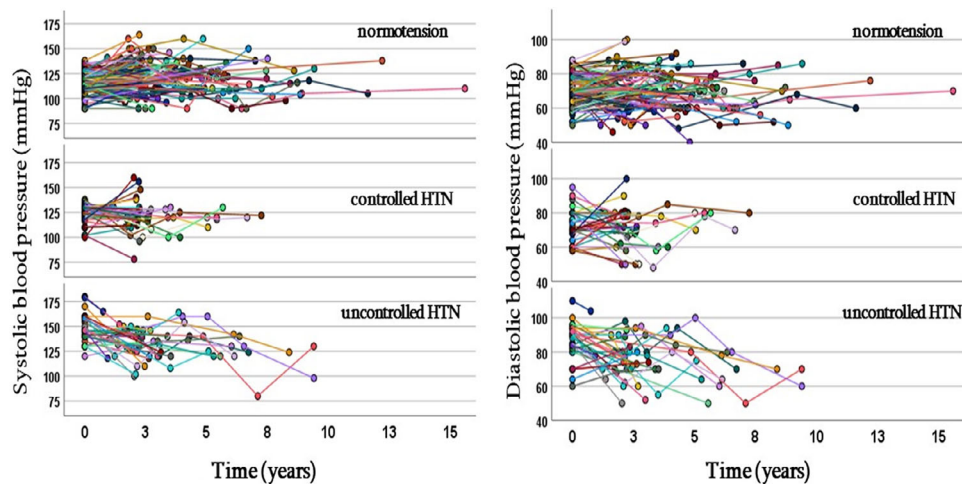 Systolic blood pressure (mmHg)
normotension
175
150
125
100
75
controlled HTN
175
150
125
100
75
uncontrolled HTN
175
150
125
100
75
0 3 5 8 10 13 15
Time (years)
Diastolic blood pressure (mmHg)
normotension
100
80
60
40
controlled HTN
100
80
60
40
uncontrolled HTN
100
80
60
40
0 3 5 8 10 13 15
Time (years)